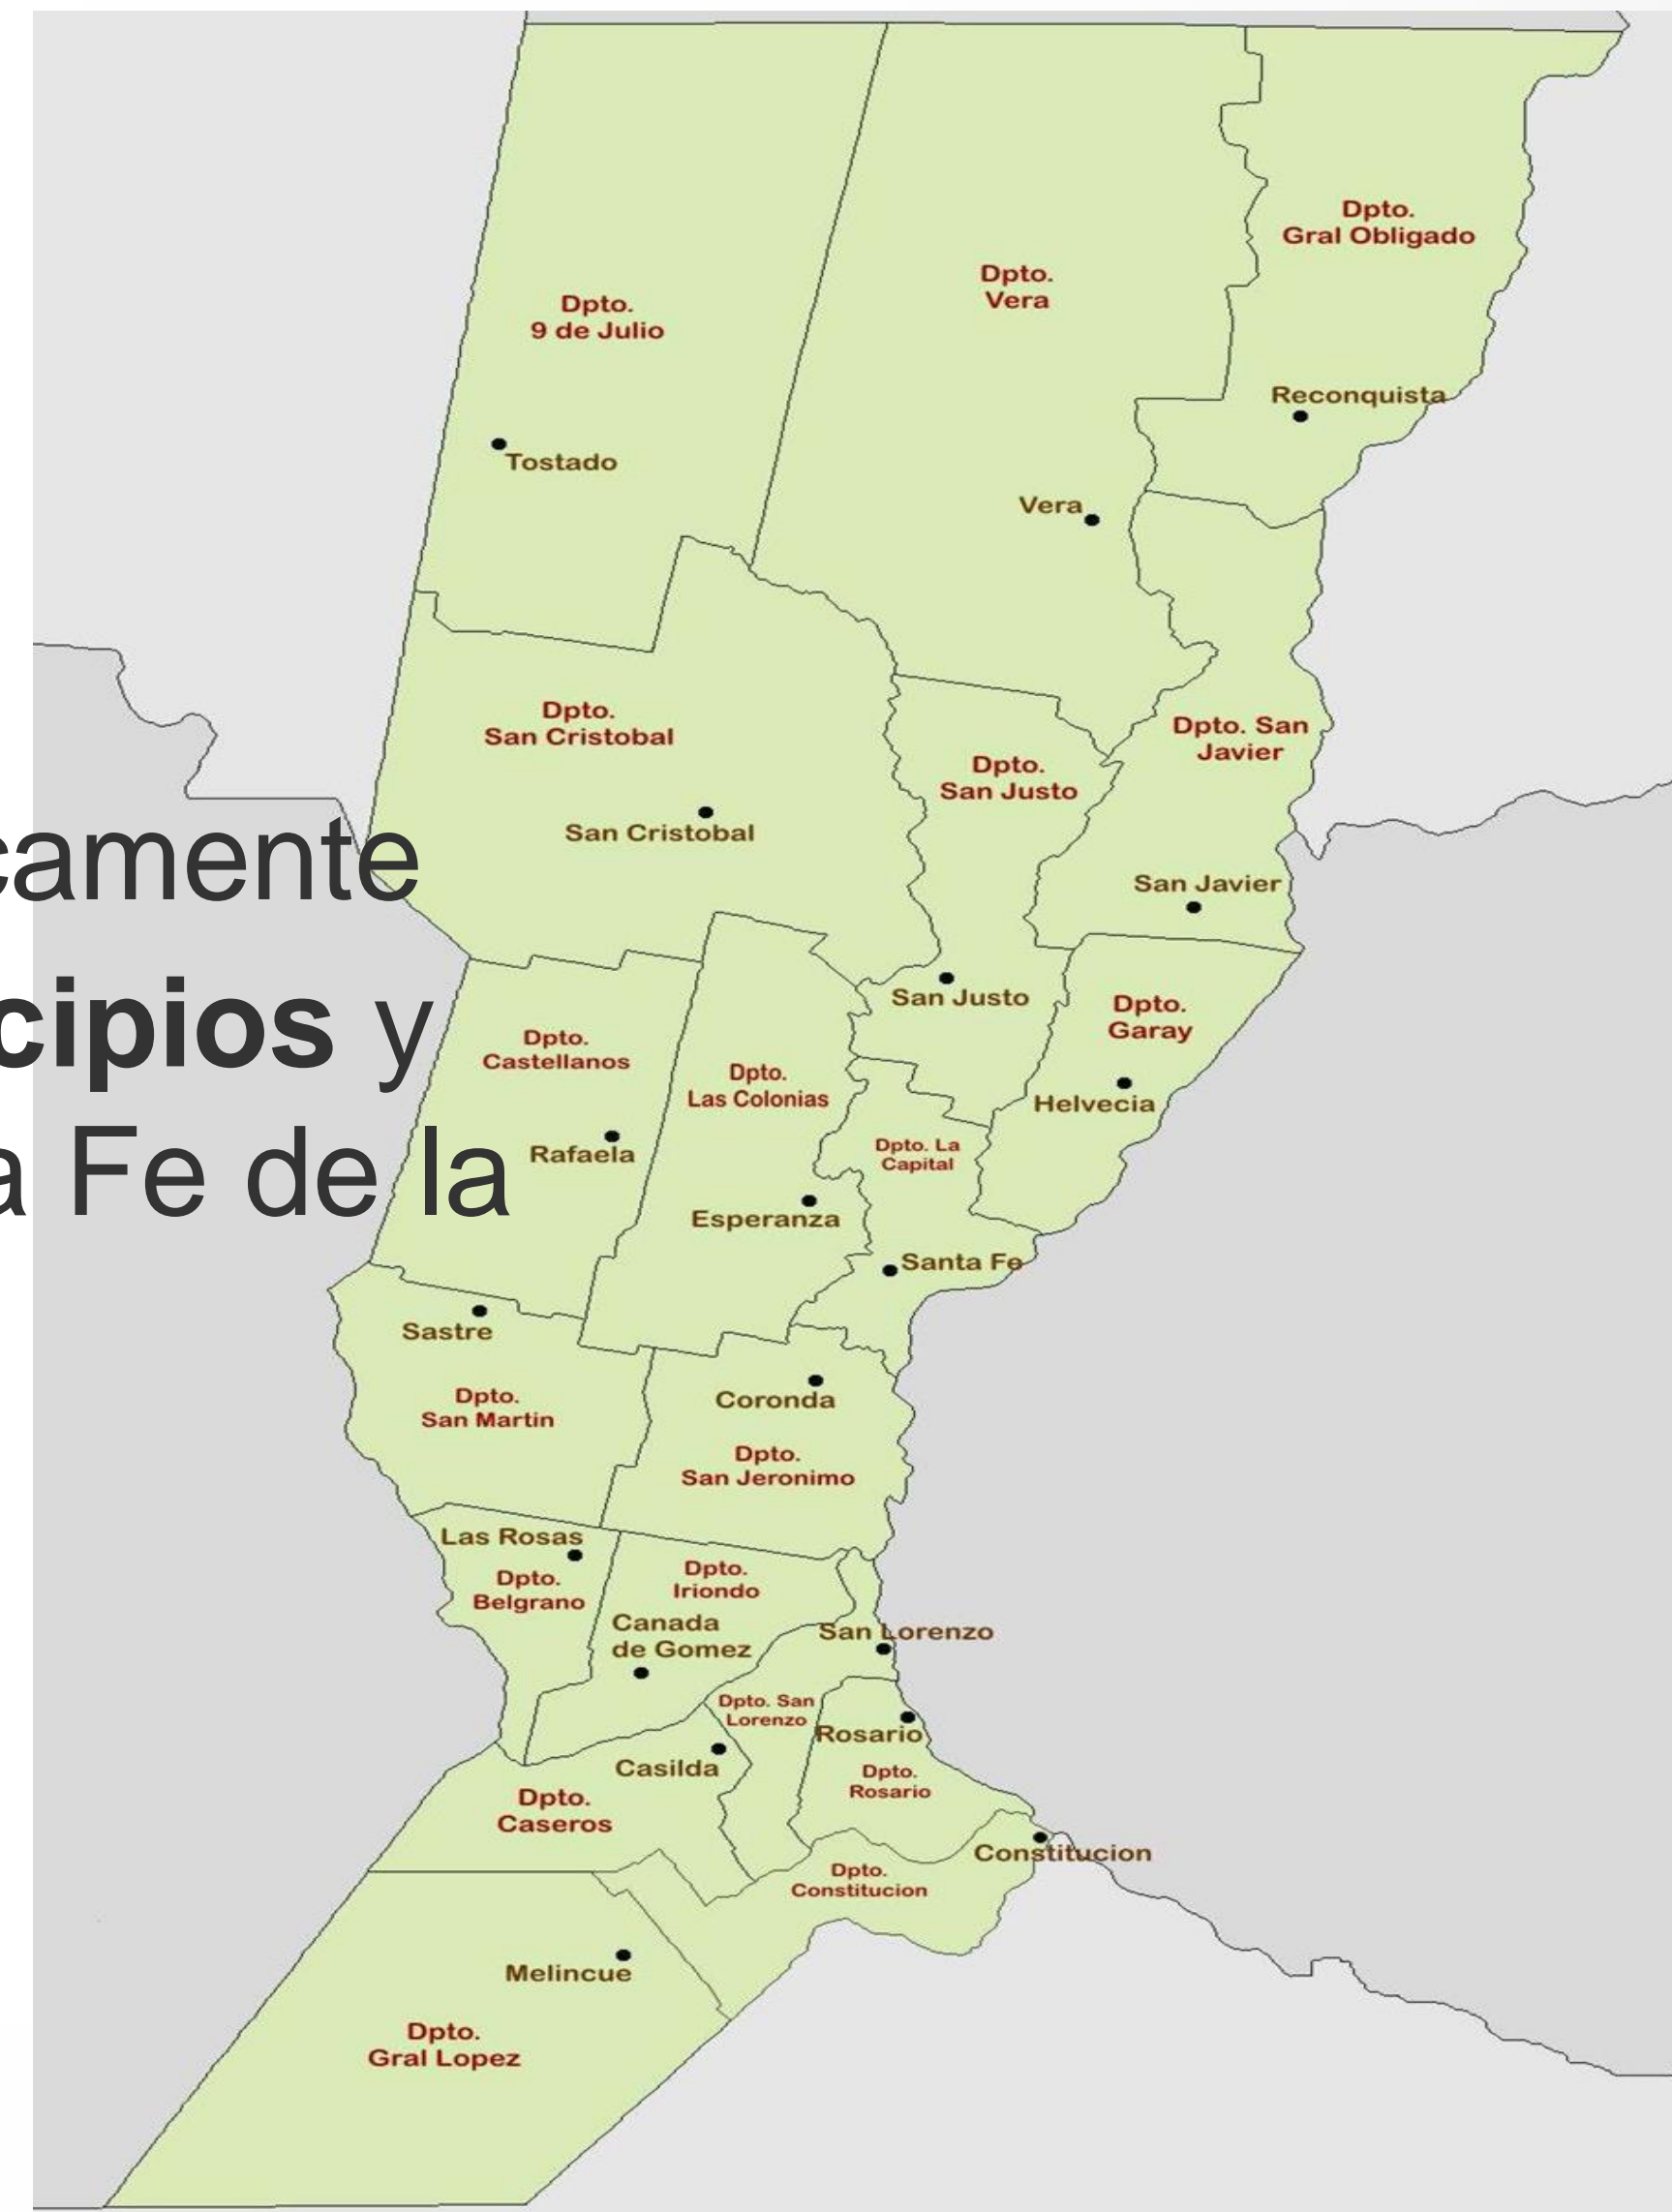 Dpto.
Gral Obligado
Dpto.
Vera
Dpto.
9 de Julio
Reconquista
Tostado
Vera
Dpto.
San Cristobal
Dpto. San
Javier
Dpto.
San Justo
San Cristobal
camente
San Javier
cipios y
San Justo
Dpto.
Garay
Dpto.
Castellanos
Dpto.
Las Colonias
Helvecia
a Fe de la
Rafaela
Dpto. La
Capital
Esperanza
Santa Fe
Sastre
Dpto.
San Martin
Coronda
Dpto.
San Jeronimo
Las Rosas
Dpto.
Belgrano
Dpto.
Iriondo
Canada
de Gomez
San Lorenzo
Dpto. San
Lorenzo
Rosario
Dpto.
Rosario
Casilda
Dpto.
Caseros
Constitucion
Dpto.
Constitucion
Melincue
Dpto.
Gral Lopez